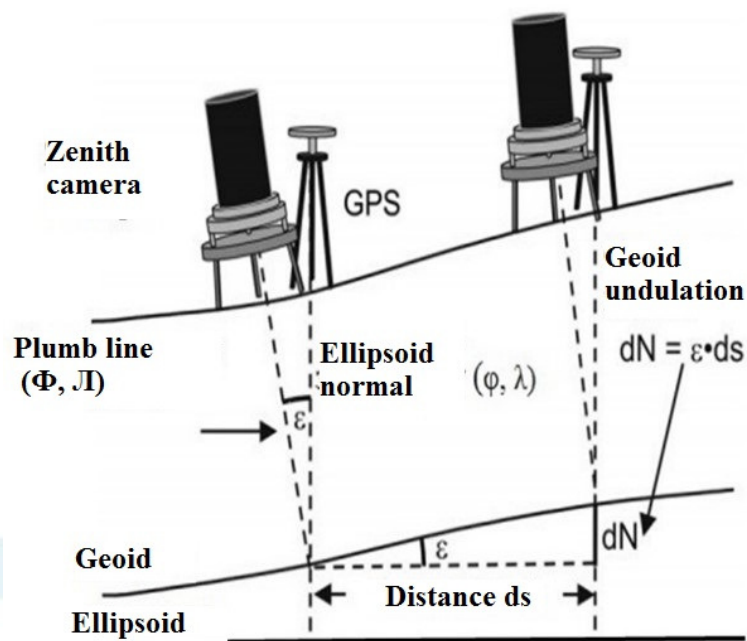 Zenith
camera
GPS
Geoid
undulation
Plumb line
(Ф, Л)
Ellipsoid
normal
(φ, λ)
dN = ε•ds
ε
Geoid
ε
dN
Distance ds
Ellipsoid